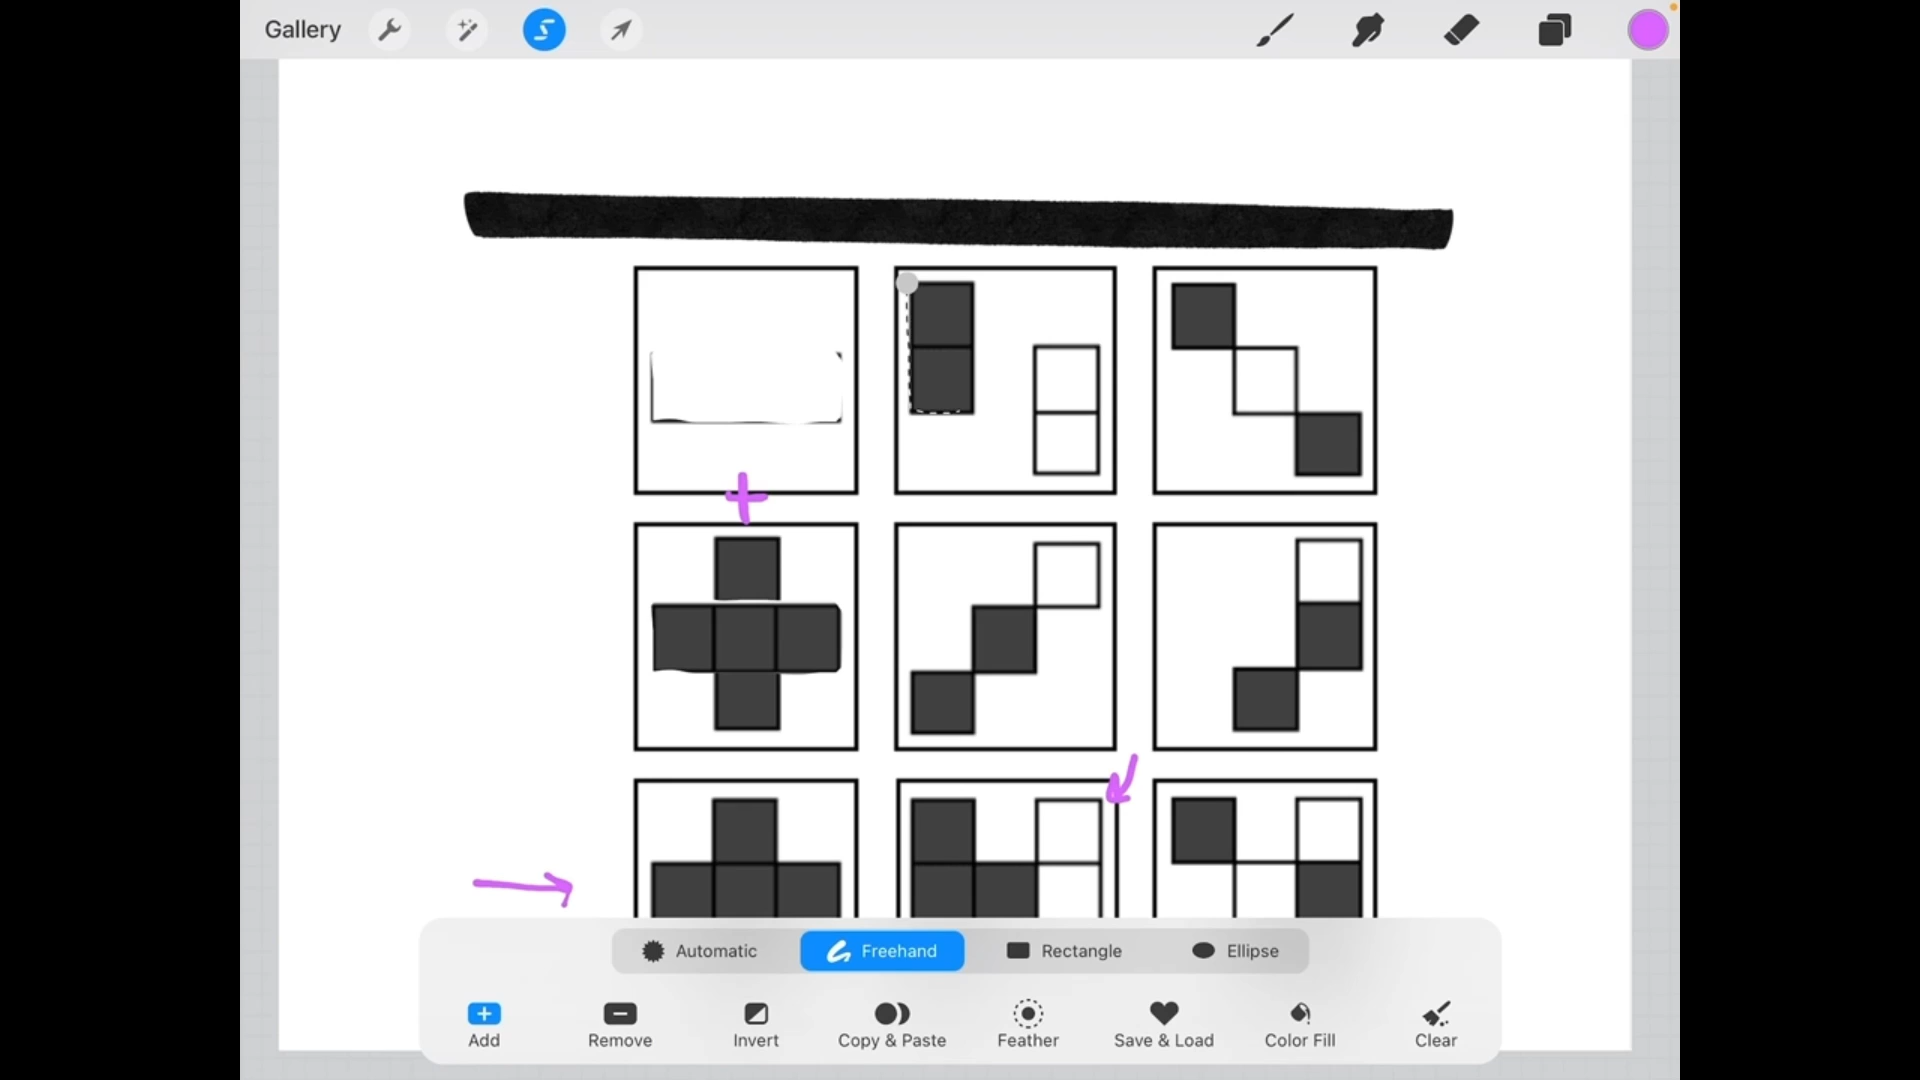 Gallery
Automatic Freehand Rectangle Ellipse
Add Remove Invert Copy & Paste Feather Save & Load Color Fill Clear